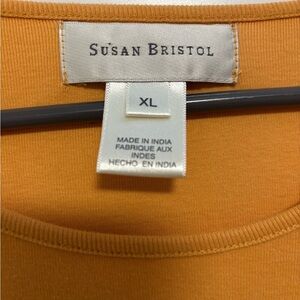 SUSAN BRISTOL
XL
MADE IN INDIA
FABRIQUE AUX
INDES
HECHO EN INDIA